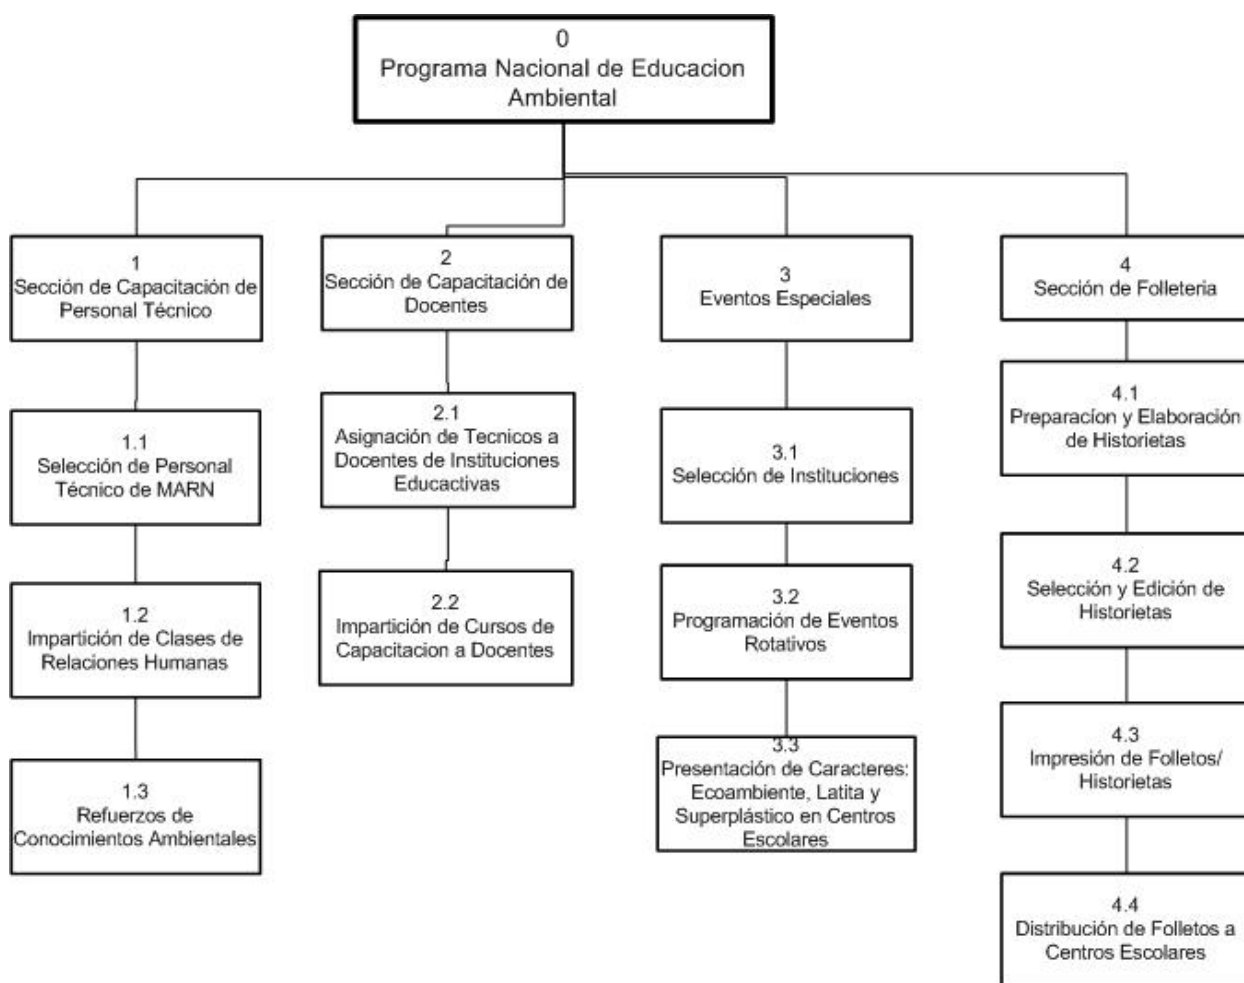 0
Programa Nacional de Educacion
Ambiental
1
Sección de Capacitación de
Personal Técnico
2
Sección de Capacitación de
Docentes
3
Eventos Especiales
4
Sección de Folleteria
1.1
Selección de Personal
Técnico de MARN
2.1
Asignación de Tecnicos a
Docentes de Instituciones
Educactivas
3.1
Selección de Instituciones
4.1
Preparacíon y Elaboración
de Historietas
1.2
Impartición de Clases de
Relaciones Humanas
2.2
Impartición de Cursos de
Capacitacion a Docentes
3.2
Programación de Eventos
Rotativos
4.2
Selección y Edición de
Historietas
1.3
Refuerzos de
Conocimientos Ambientales
3.3
Presentación de Caracteres:
Ecoambiente, Latita y
Superplástico en Centros
Escolares
4.3
Impresión de Folletos/
Historietas
4.4
Distribución de Folletos a
Centros Escolares